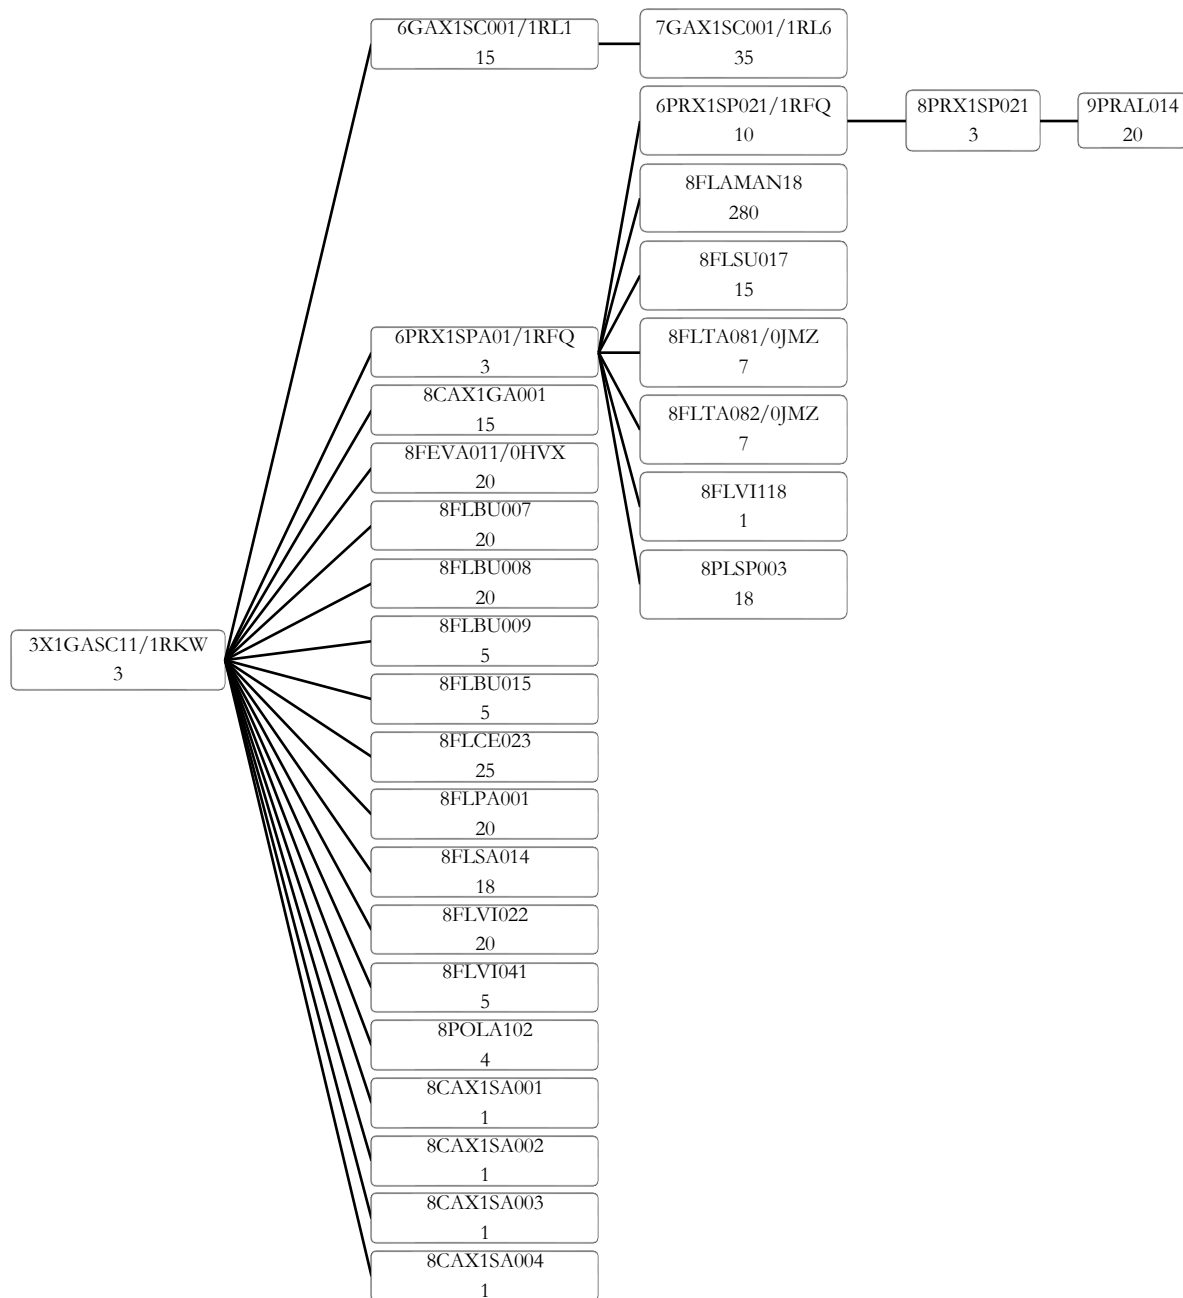 6GAX1SC001/1RL1
15
7GAX1SC001/1RL6
35
6PRX1SP021/1RFQ
10
8PRX1SP021
3
9PRAL014
20
8FLAMAN18
280
8FLSU017
15
6PRX1SPA01/1RFQ
3
8FLTA081/0JMZ
7
8CAX1GA001
15
8FLTA082/0JMZ
7
8FEVA011/0HVX
20
8FLVI118
1
8FLBU007
20
8FLBU008
20
8PLSP003
18
8FLBU009
5
3X1GASC11/1RKW
3
8FLBU015
5
8FLCE023
25
8FLPA001
20
8FLSA014
18
8FLVI022
20
8FLVI041
5
8POLA102
4
8CAX1SA001
1
8CAX1SA002
1
8CAX1SA003
1
8CAX1SA004
1